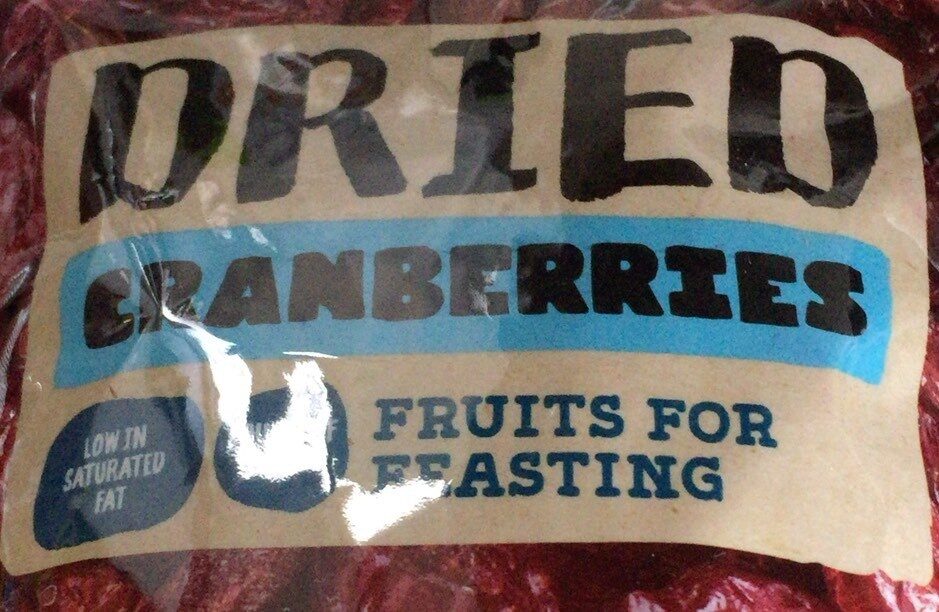 DRIED
CRANBERRIES
LOW IN
SATURATED
FAT
FRUITS FOR
FEASTING